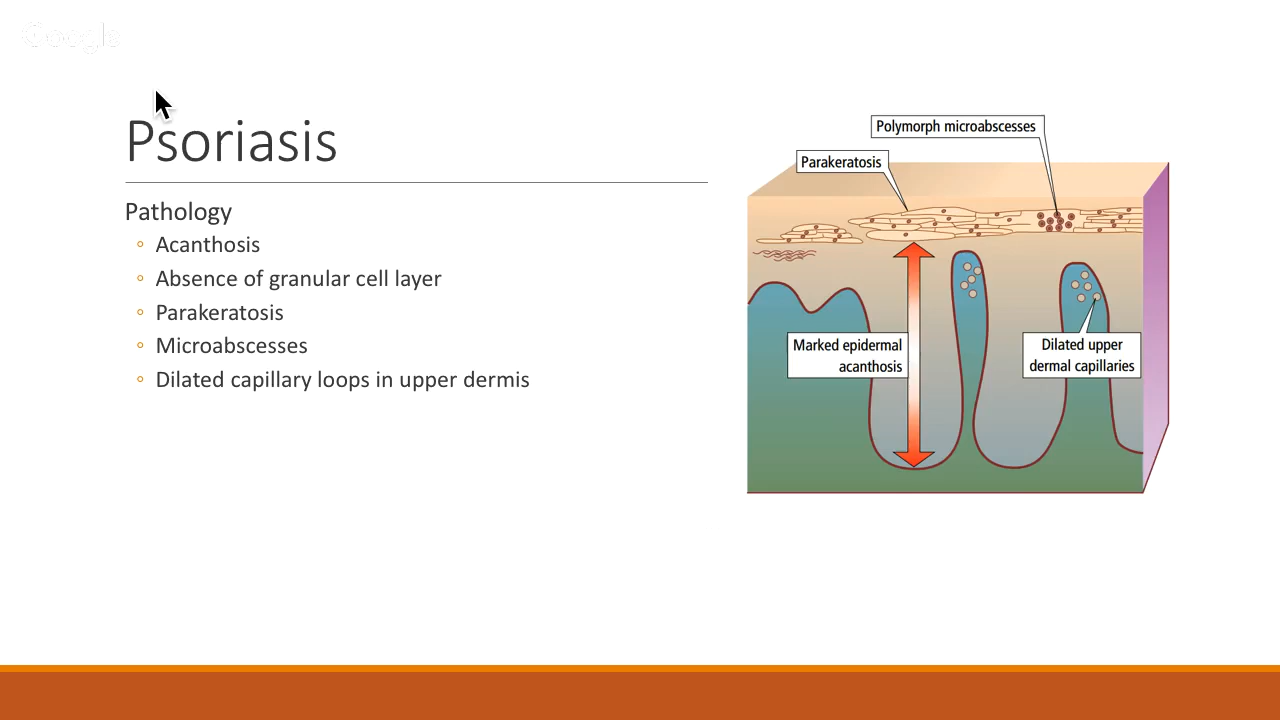 Psoriasis
Pathology
◦ Acanthosis
◦ Absence of granular cell layer
◦ Parakeratosis
◦ Microabscesses
◦ Dilated capillary loops in upper dermis
Polymorph microabscesses
Parakeratosis
Marked epidermal
acanthosis
Dilated upper
dermal capillaries